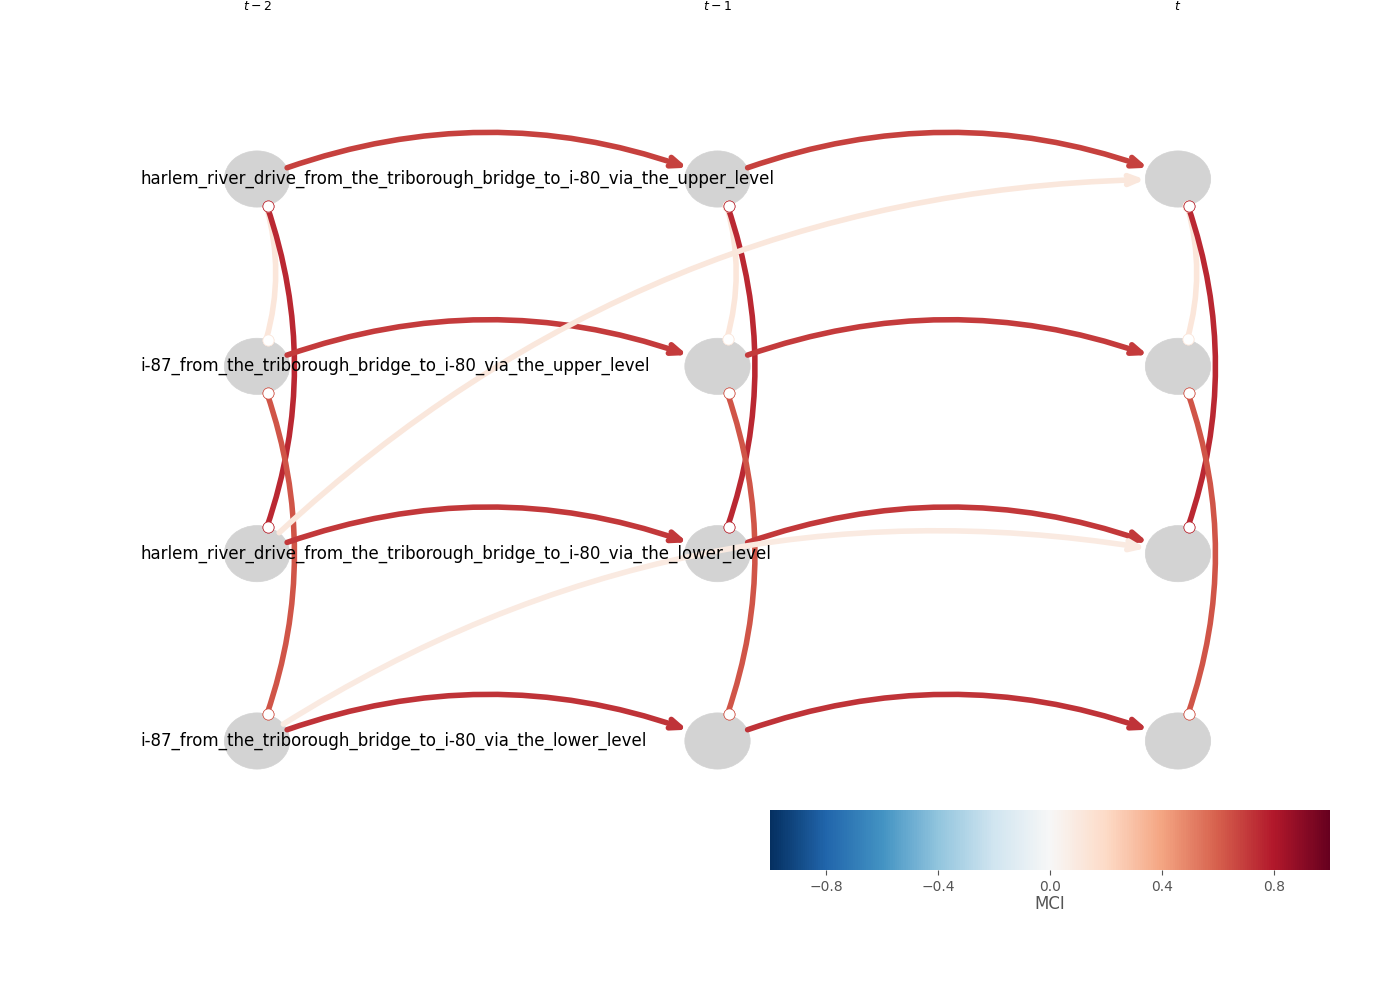 t − 2
t − 1
t
harlem_river_drive_from_the_triborough_bridge_to_i-80_via_the_upper_level
i-87_from_the_triborough_bridge_to_i-80_via_the_upper_level
harlem_river_drive_from_the_triborough_bridge_to_i-80_via_the_lower_level
i-87_from_the_triborough_bridge_to_i-80_via_the_lower_level
−0.8
−0.4
0.0
0.4
0.8
MCI